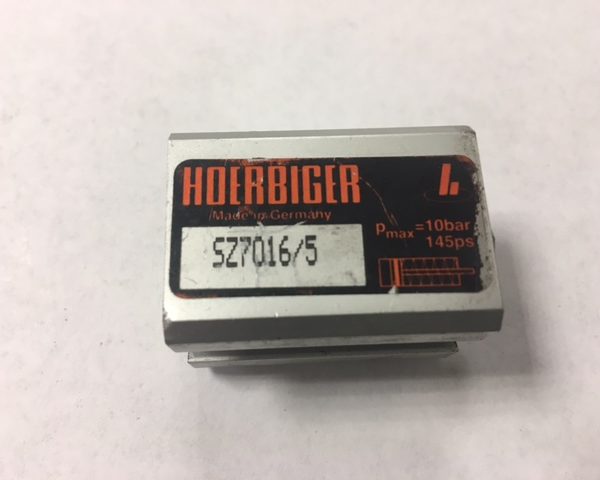 HOERBIGER
Made in Germany
SZ7016/5
pmax=10bar
145ps